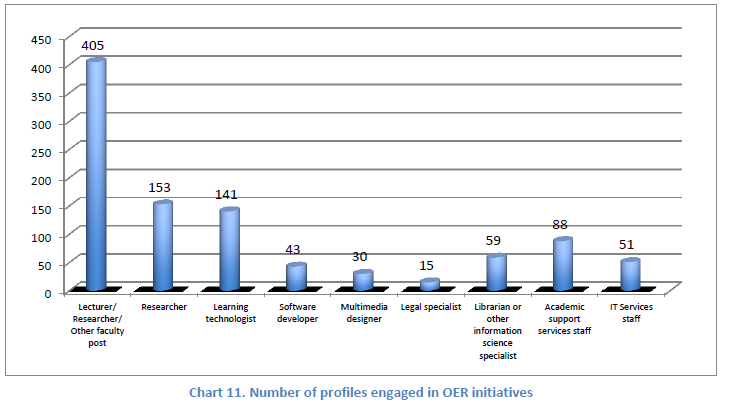 450
400
350
300
250
200
150
100
50
0
405
153
141
43
30
15
59
88
51
Lecturer/
Researcher/
Other faculty
post
Researcher
Learning
technologist
Software
developer
Multimedia
designer
Legal specialist
Librarian or
other
information
science
specialist
Academic
support
services staff
IT Services
staff
Chart 11. Number of profiles engaged in OER initiatives